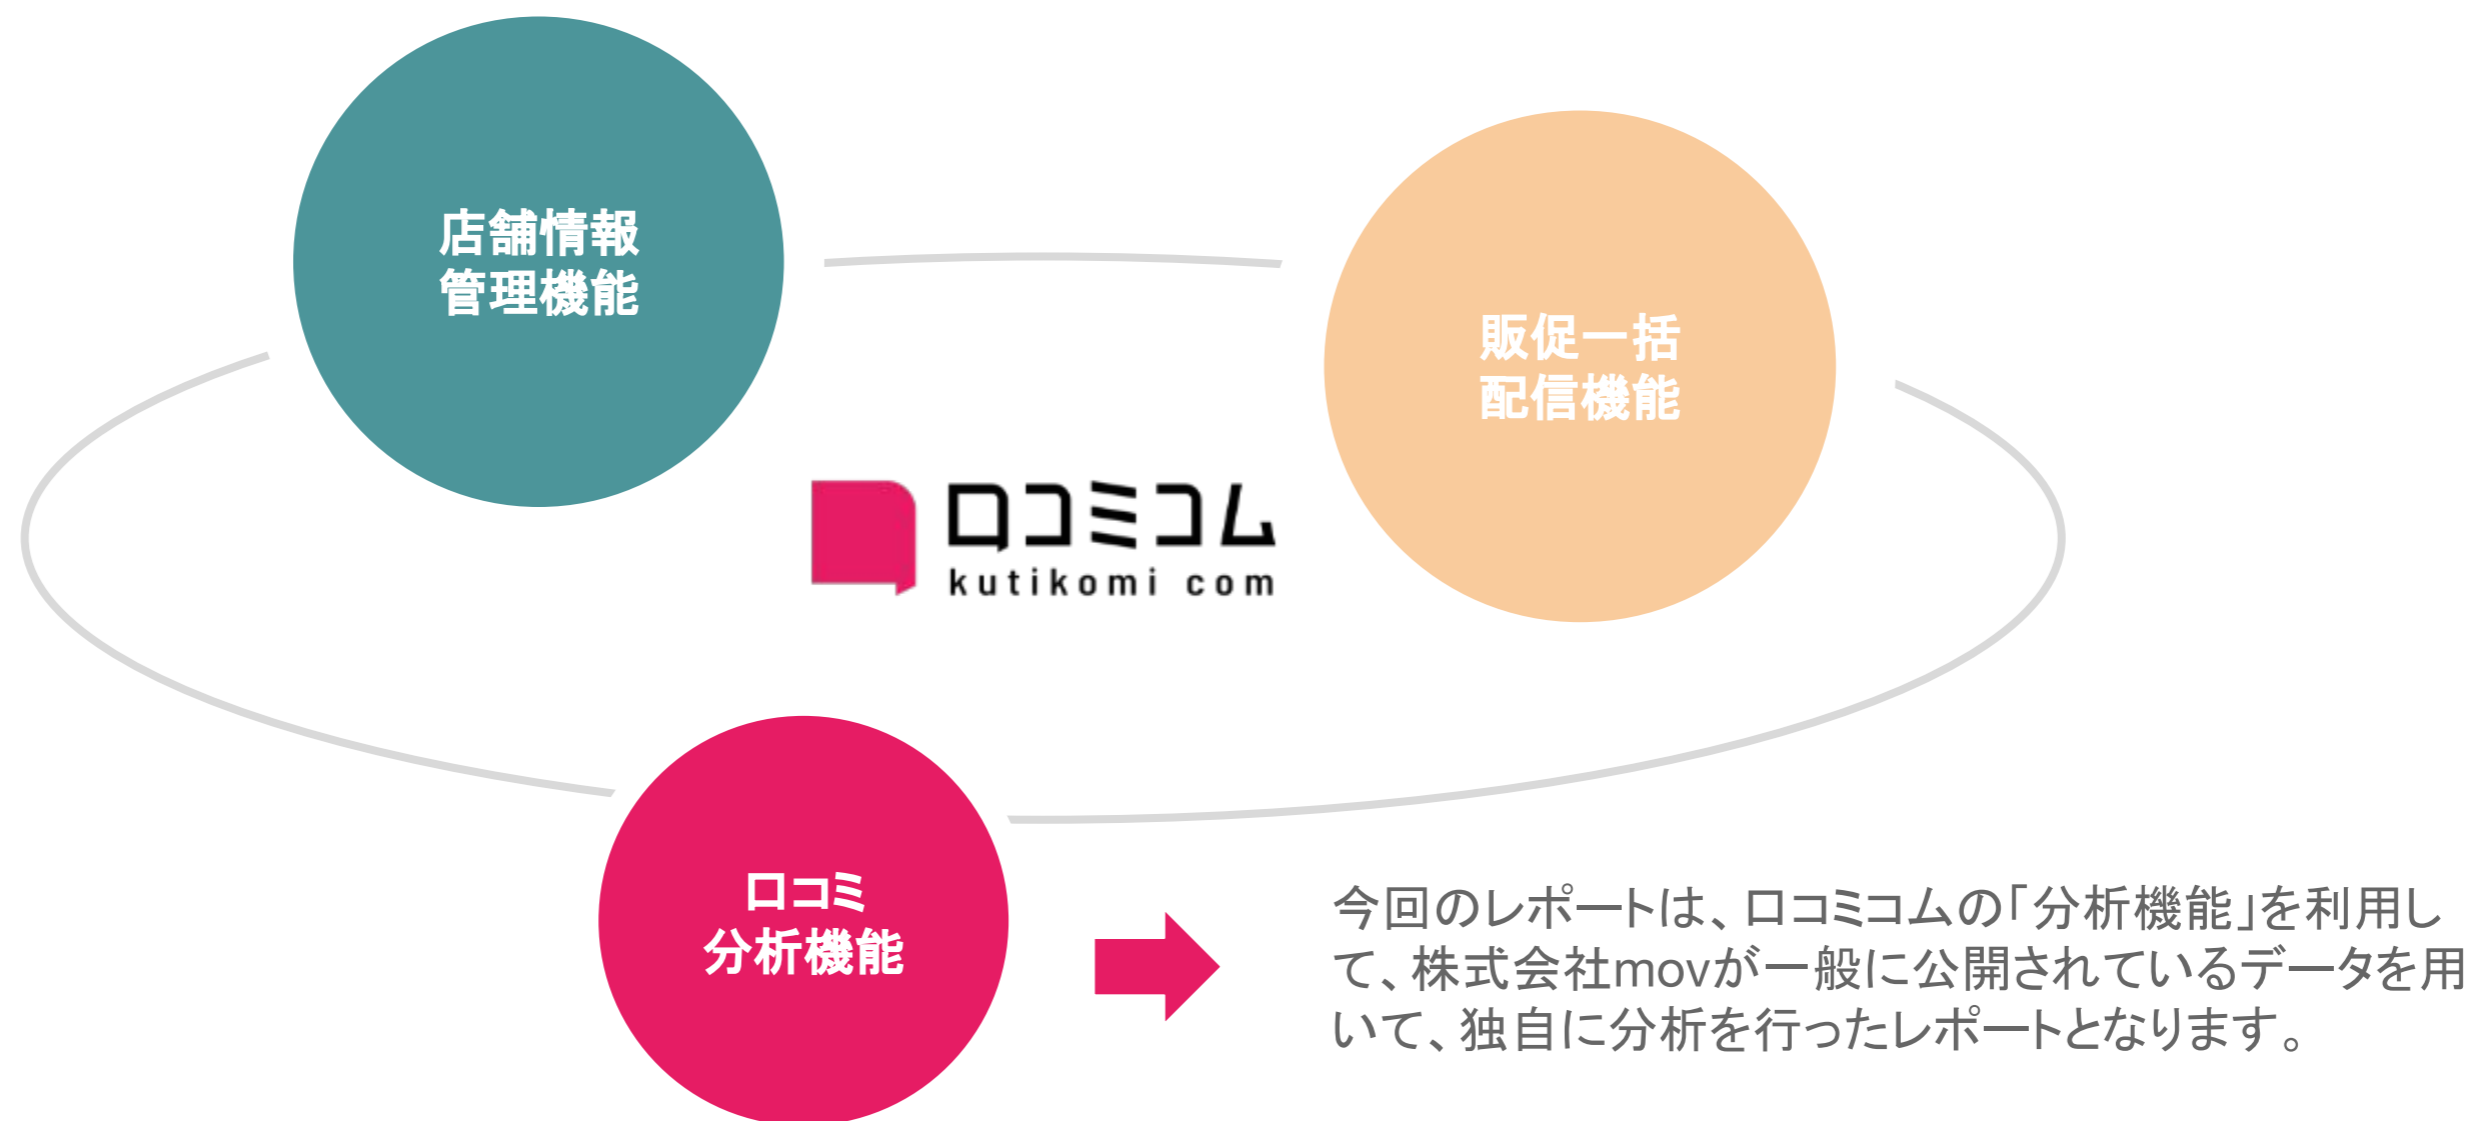 店舗情報
管理機能
販促一括
配信機能
口コミコム
kutikomi com
口コミ
分析機能
今回のレポートは、口コミコムの「分析機能」を利用し
て、株式会社movが一般に公開されているデータを用
いて、独自に分析を行ったレポートとなります。